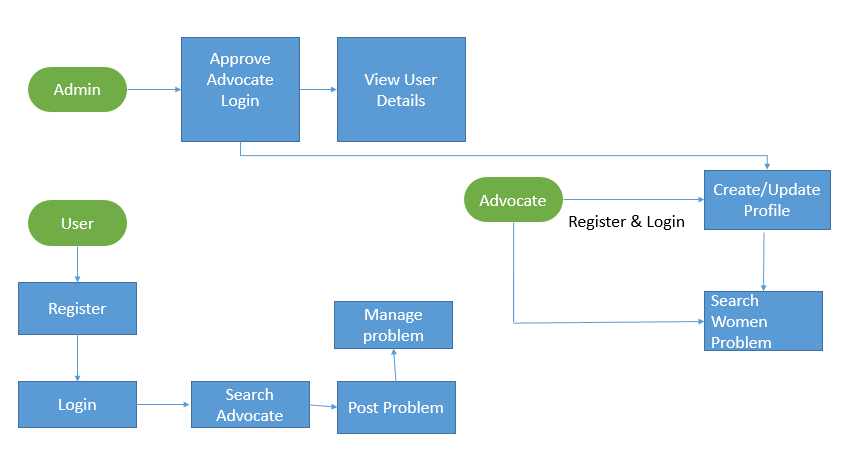 Admin
Approve
Advocate
Login
View User
Details
Advocate
Register & Login
Create/Update
Profile
User
Register
Login
Search
Advocate
Post Problem
Manage
problem
Search
Women
Problem